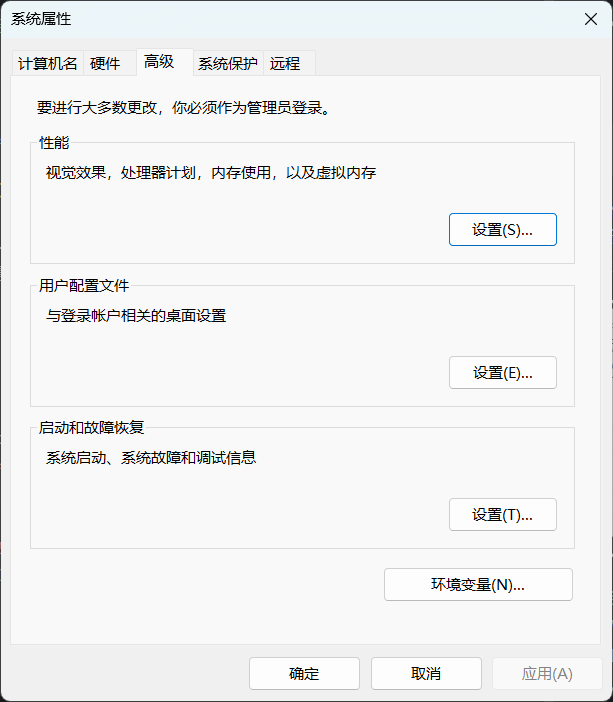 系统属性
计算机名 硬件 高级 系统保护 远程
要进行大多数更改，你必须作为管理员登录。
性能
视觉效果，处理器计划，内存使用，以及虚拟内存
设置(S)...
用户配置文件
与登录帐户相关的桌面设置
设置(E)...
启动和故障恢复
系统启动、系统故障和调试信息
设置(T)...
环境变量(N)...
确定 取消 应用(A)